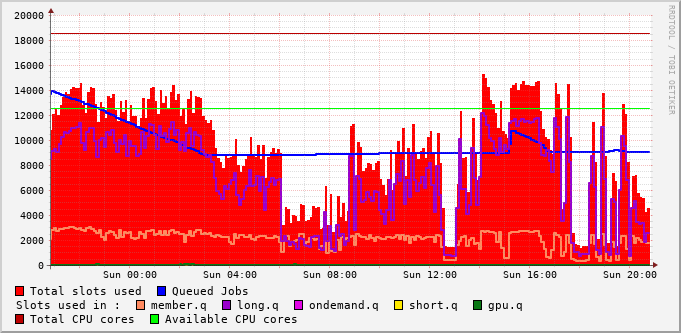 20000
18000
16000
14000
12000
10000
8000
6000
4000
2000
0
Sun 00:00 Sun 04:00 Sun 08:00 Sun 12:00 Sun 16:00 Sun 20:00
RRDTOOL / TOBI OETIKER
Total slots used Queued Jobs
Slots used in : member.q long.q ondemand.q short.q gpu.q
Total CPU cores Available CPU cores